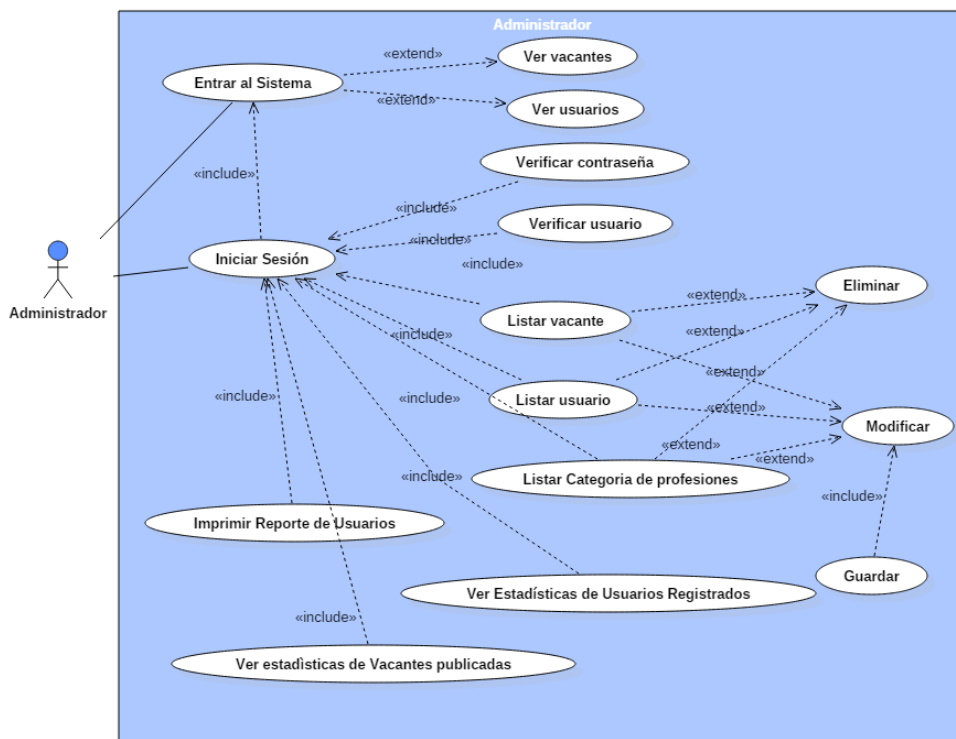 Administrador
«extend»
Ver vacantes
Entrar al Sistema
«extend»
Ver usuarios
Verificar contraseña
«include»
«include»
Verificar usuario
«include»
Iniciar Sesión
«include»
Administrador
Eliminar
«extend»
Listar vacante
«include»
«extend»
«extend»
«include»
«include»
Listar usuario
«extend»
Modificar
«extend»
«extend»
Listar Categoria de profesiones
«include»
«include»
Imprimir Reporte de Usuarios
Guardar
Ver Estadísticas de Usuarios Registrados
«include»
Ver estadìsticas de Vacantes publicadas